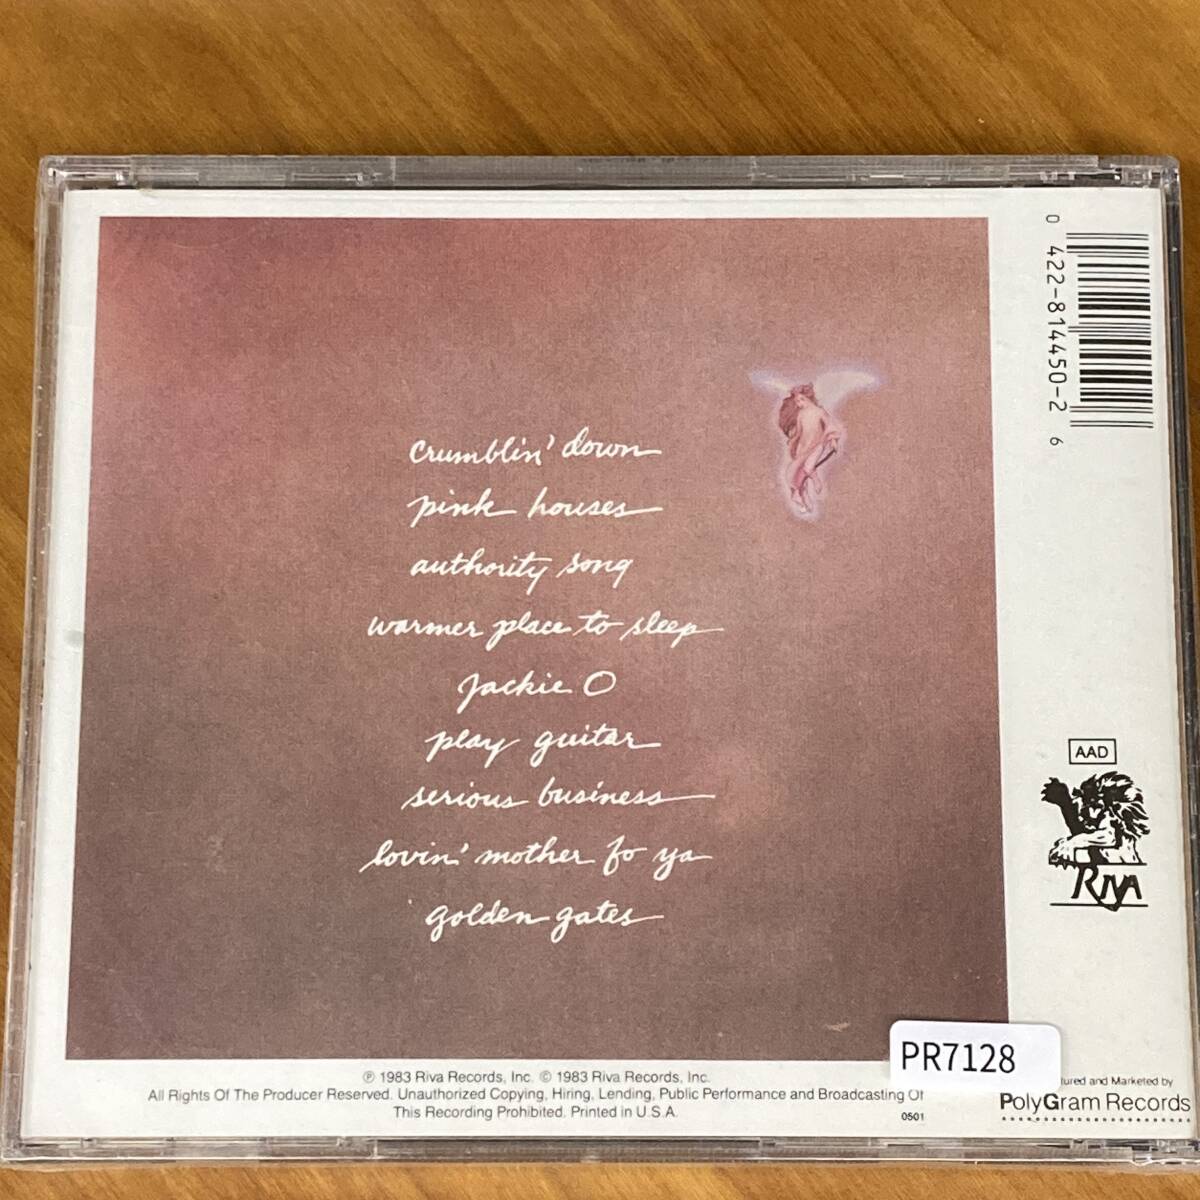 crumblin' down
pink houses
authority song
warmer place to sleep
Jackie O
play guitar
serious business
lovin' mother fo ya
golden gates
0 422-814450-2 6
AAD
RIVA
PR7128
℗ 1983 Riva Records, Inc. © 1983 Riva Records, Inc.
All Rights Of The Producer Reserved. Unauthorized Copying, Hiring, Lending, Public Performance and Broadcasting Of
This Recording Prohibited. Printed in U.S.A.
0501
and Marketed by
PolyGram Records